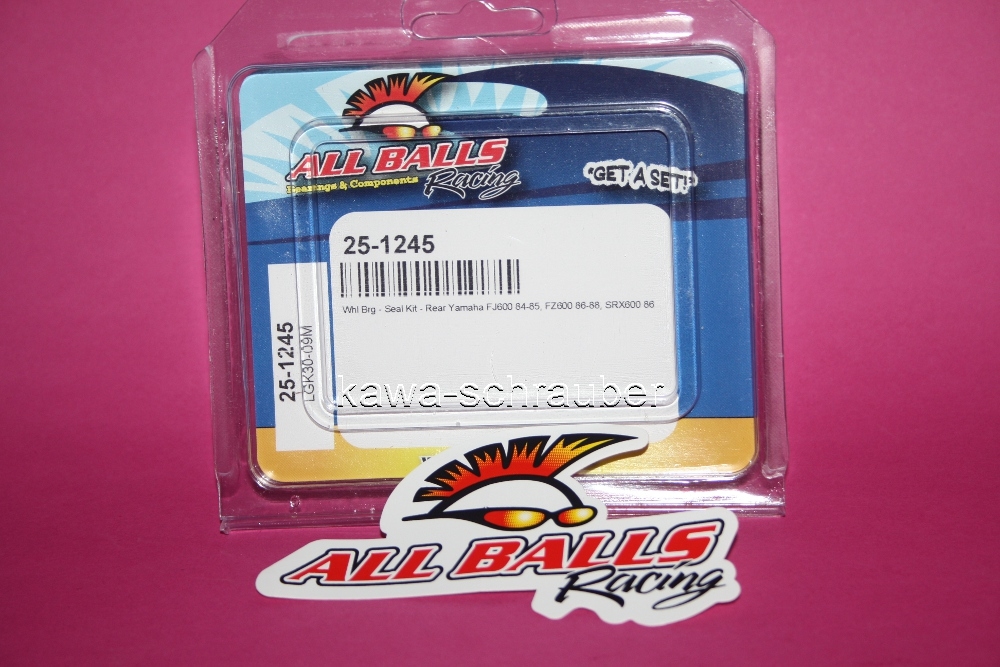 ALL BALLS
Racing
Bearings & Components
"GET A SET!"
25-1245
Whl Brg - Seal Kit - Rear Yamaha FJ600 84-85, FZ600 86-88, SRX600 86
25-1245
LGK30-09M
kawa-schrauber
ALL BALLS
Racing